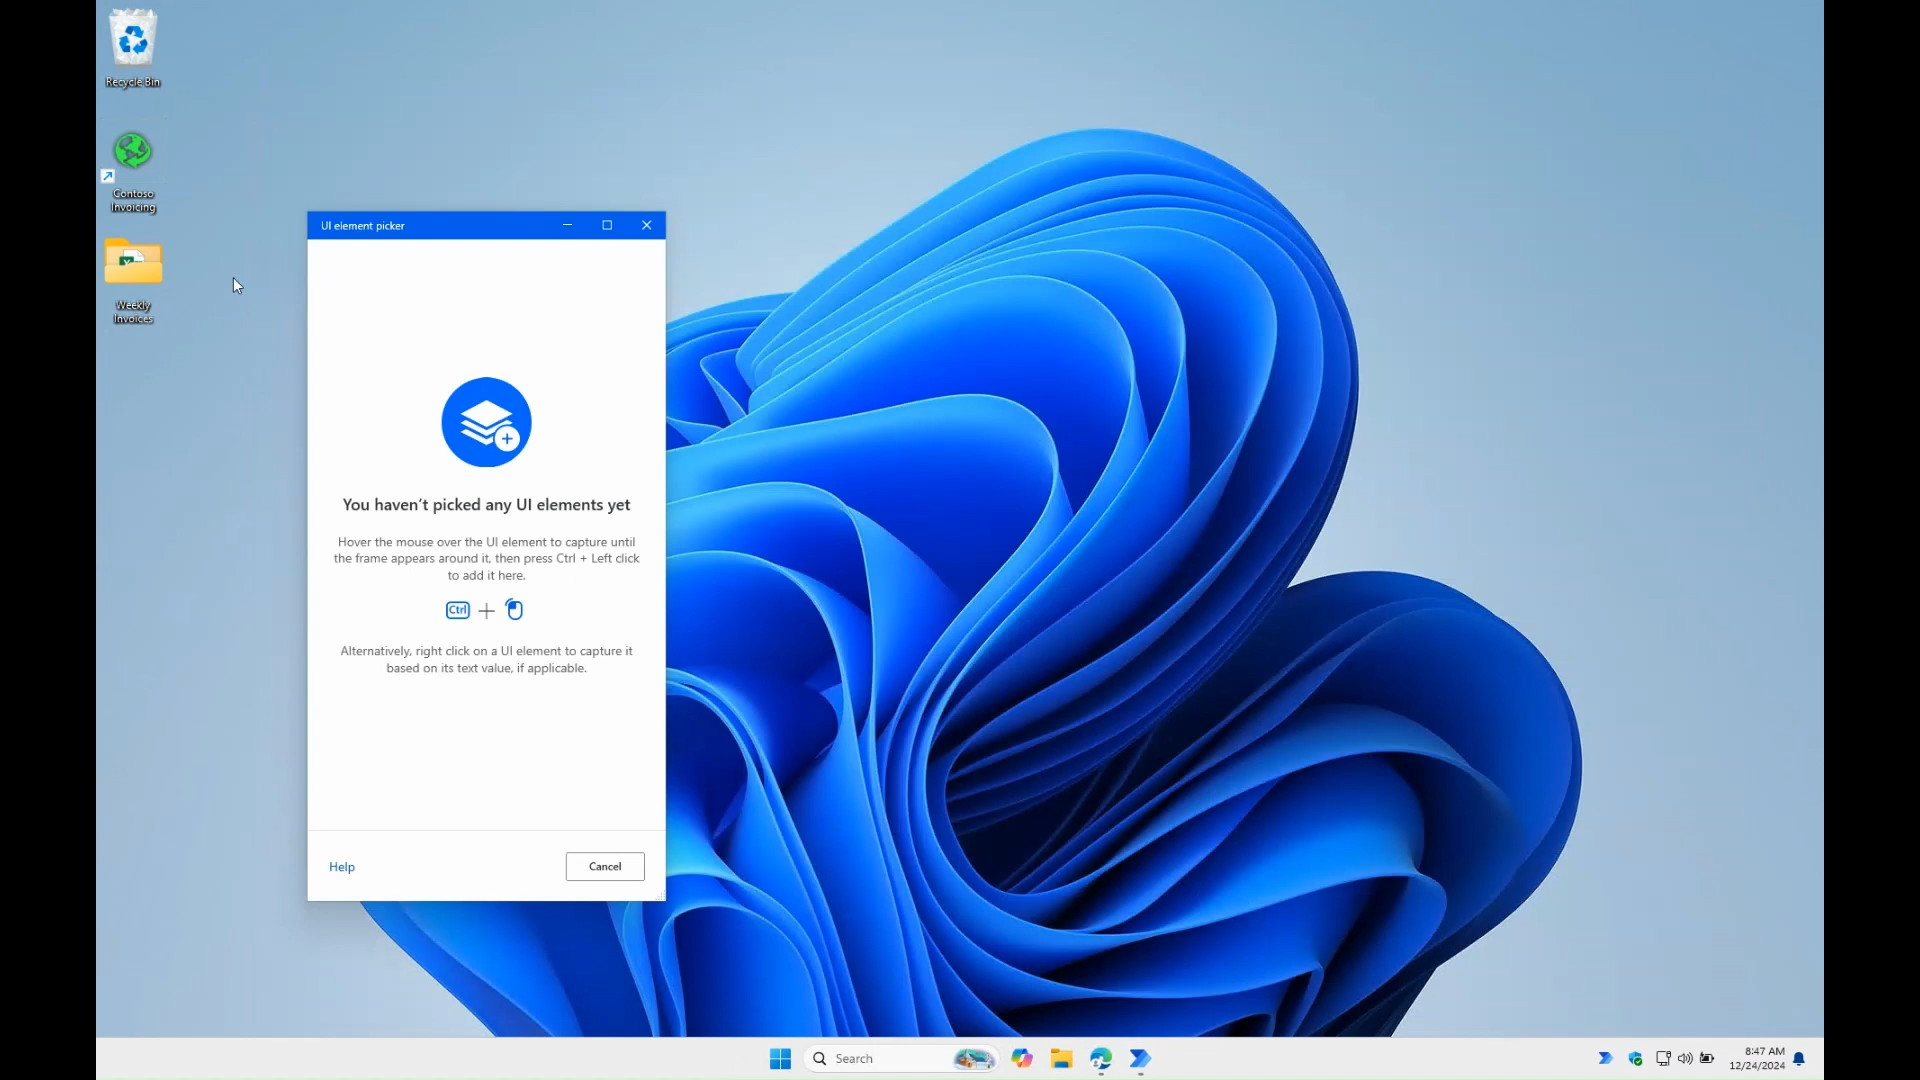 Recycle Bin
Contoso
Invoicing
Weekly
Invoices
UI element picker
You haven't picked any UI elements yet
Hover the mouse over the UI element to capture until
the frame appears around it, then press Ctrl + Left click
to add it here.
Ctrl
Alternatively, right click on a UI element to capture it
based on its text value, if applicable.
Help
Cancel
Search
8:47 AM
12/24/2024